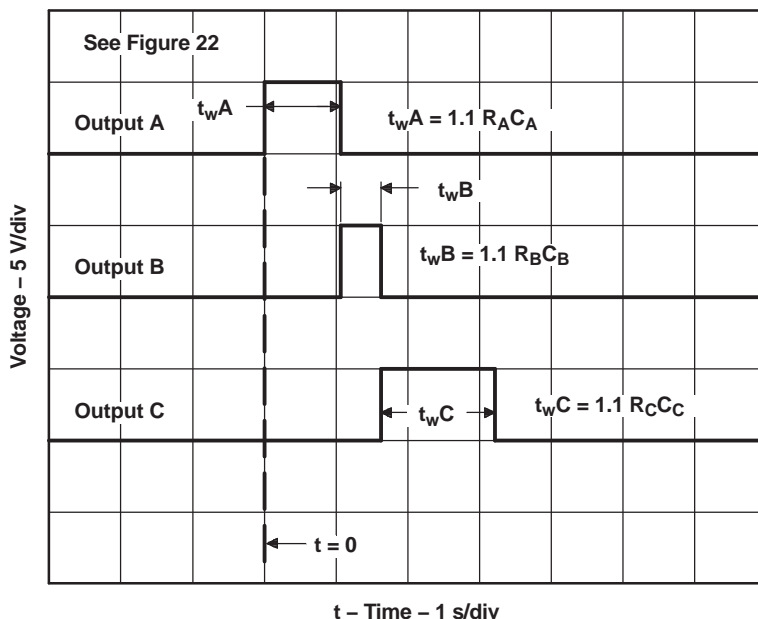 See Figure 22
twA
Output A
twA = 1.1 RACA
twB
Output B
twB = 1.1 RBCB
Voltage – 5 V/div
Output C
twC
twC = 1.1 RCCC
t = 0
t – Time – 1 s/div